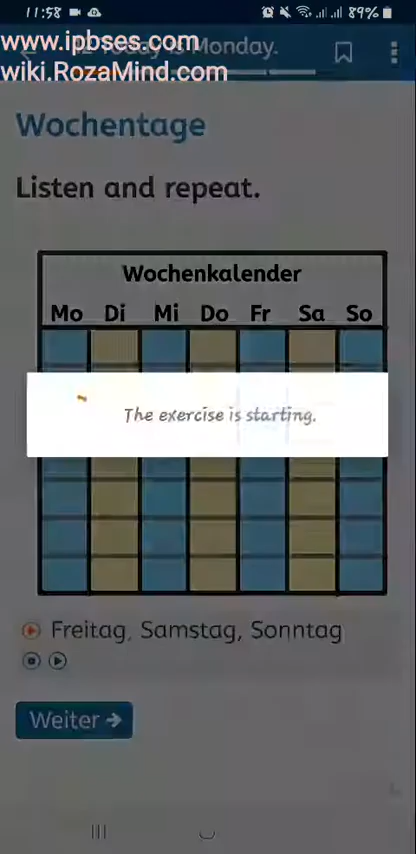 11:58
89%
www.ipbses.com
Today is Monday.
wiki.RozaMind.com
Wochentage
Listen and repeat.
Wochenkalender
Mo Di Mi Do Fr Sa So
The exercise is starting.
Freitag, Samstag, Sonntag
Weiter →